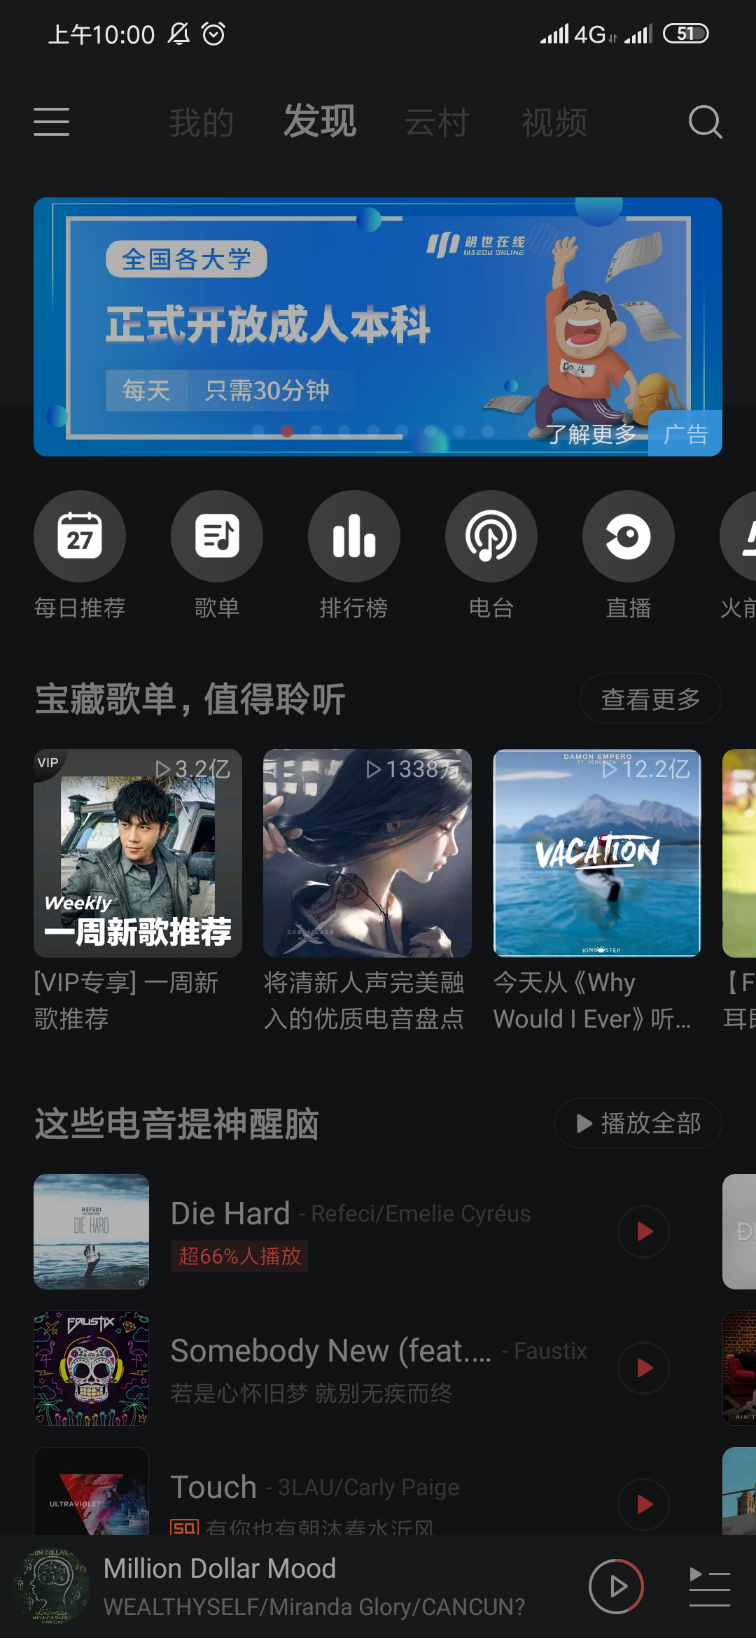 上午10:00
4G
51
我的
发现
云村
视频
明世在线
全国各大学
正式开放成人本科
每天 只需30分钟
了解更多
广告
27
每日推荐
歌单
排行榜
电台
直播
火前
宝藏歌单，值得聆听
查看更多
VIP
3.2亿
Weekly
一周新歌推荐
[VIP专享] 一周新
歌推荐
1338万
将清新人声完美融
入的优质电音盘点
DAMON EMPERO
12.2亿
VACATION
今天从《Why
Would I Ever》听...
【F
这些电音提神醒脑
播放全部
REFECI
DIE HARD
Die Hard - Refeci/Emelie Cyréus
超66%人播放
FAUSTIX
Somebody New (feat.... - Faustix
若是心怀旧梦 就别无疾而终
ULTRAVIOLET
Touch - 3LAU/Carly Paige
SQ 有你也有朝沐春水沂风
Million Dollar Mood
WEALTHYSELF/Miranda Glory/CANCUN?